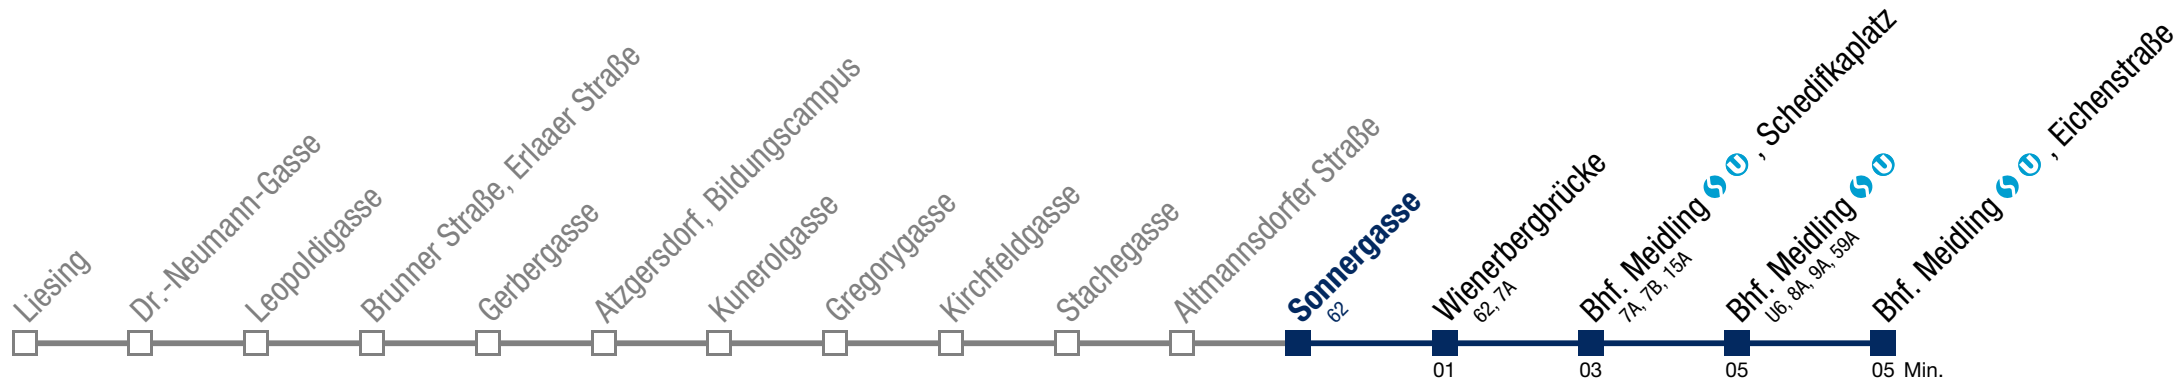 Liesing
Dr.-Neumann-Gasse
Leopoldigasse
Brunner Straße, Erlaaer Straße
Gerbergasse
Atzgersdorf, Bildungscampus
Kunerolgasse
Gregorygasse
Kirchfeldgasse
Stachegasse
Altmannsdorfer Straße
Sonnergasse
62
Wienerbergbrücke
62, 7A
Bhf. Meidling S U , Schedifkaplatz
7A, 7B, 15A
Bhf. Meidling S U
U6, 8A, 9A, 59A
Bhf. Meidling S U , Eichenstraße
01 03 05 05 Min.